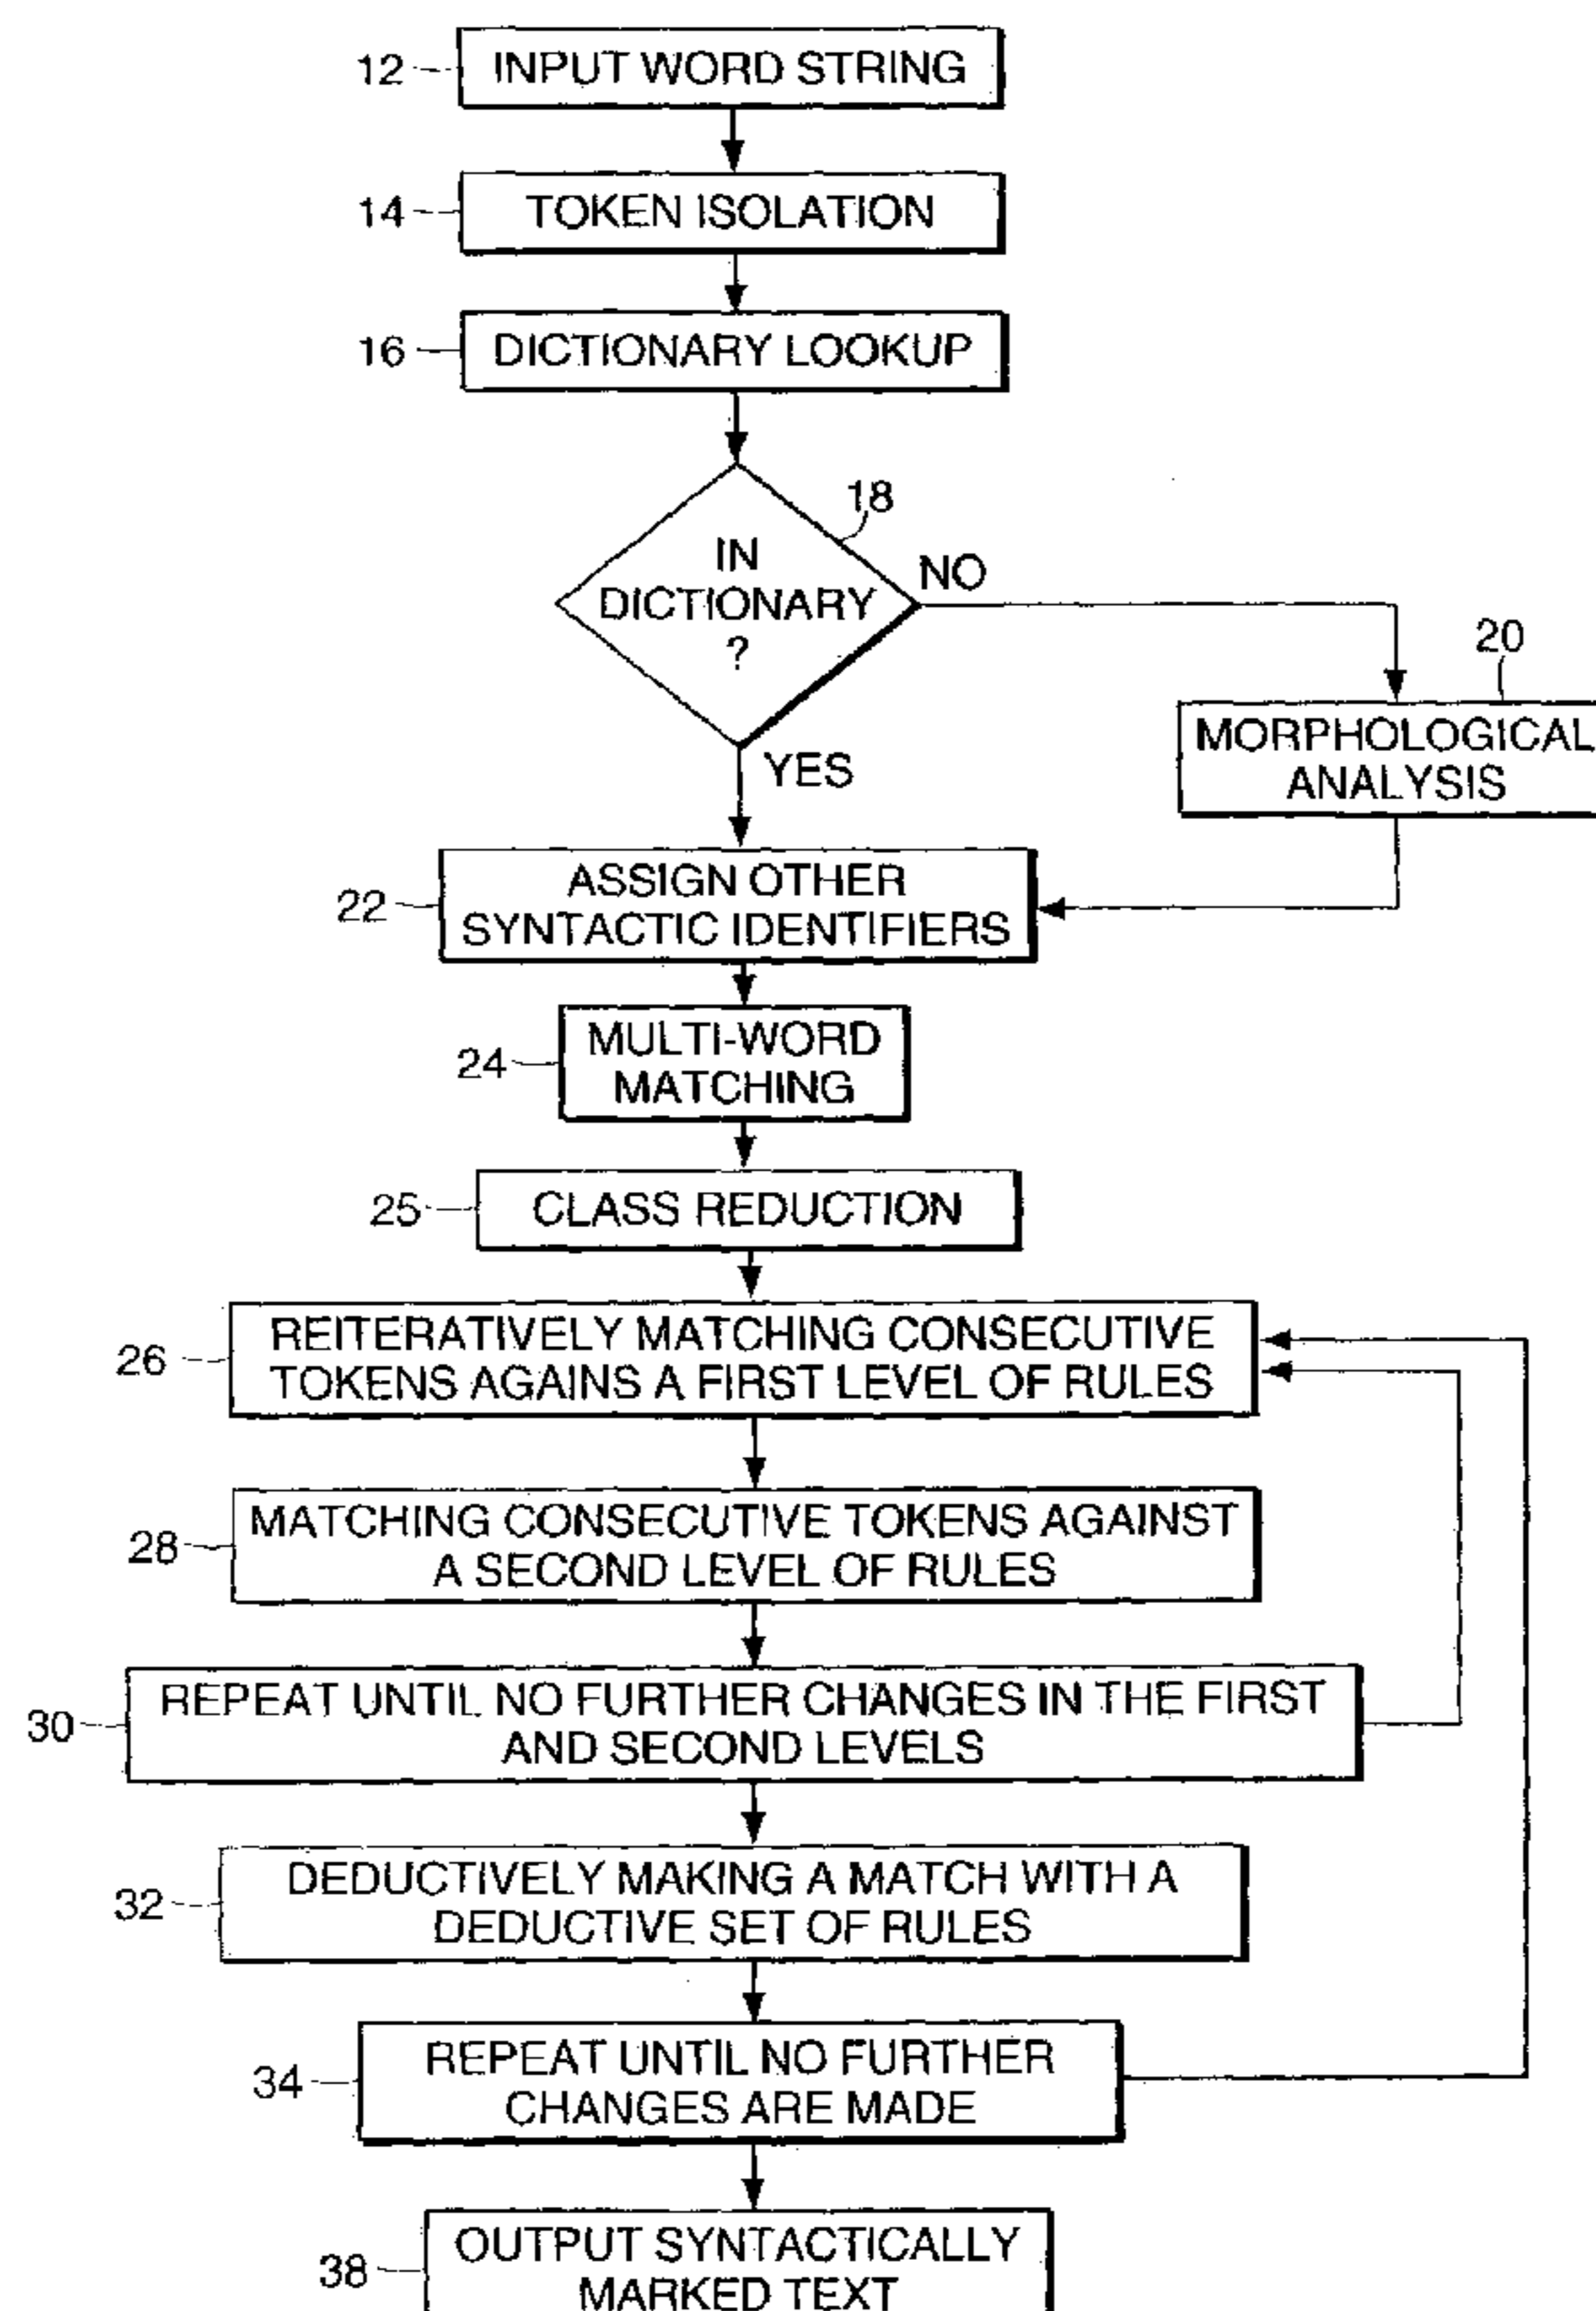 12
INPUT WORD STRING
14
TOKEN ISOLATION
16
DICTIONARY LOOKUP
18
IN
DICTIONARY
?
NO
20
MORPHOLOGICAL
ANALYSIS
YES
22
ASSIGN OTHER
SYNTACTIC IDENTIFIERS
24
MULTI-WORD
MATCHING
25
CLASS REDUCTION
26
REITERATIVELY MATCHING CONSECUTIVE
TOKENS AGAINS A FIRST LEVEL OF RULES
28
MATCHING CONSECUTIVE TOKENS AGAINST
A SECOND LEVEL OF RULES
30
REPEAT UNTIL NO FURTHER CHANGES IN THE FIRST
AND SECOND LEVELS
32
DEDUCTIVELY MAKING A MATCH WITH A
DEDUCTIVE SET OF RULES
34
REPEAT UNTIL NO FURTHER
CHANGES ARE MADE
38
OUTPUT SYNTACTICALLY
MARKED TEXT